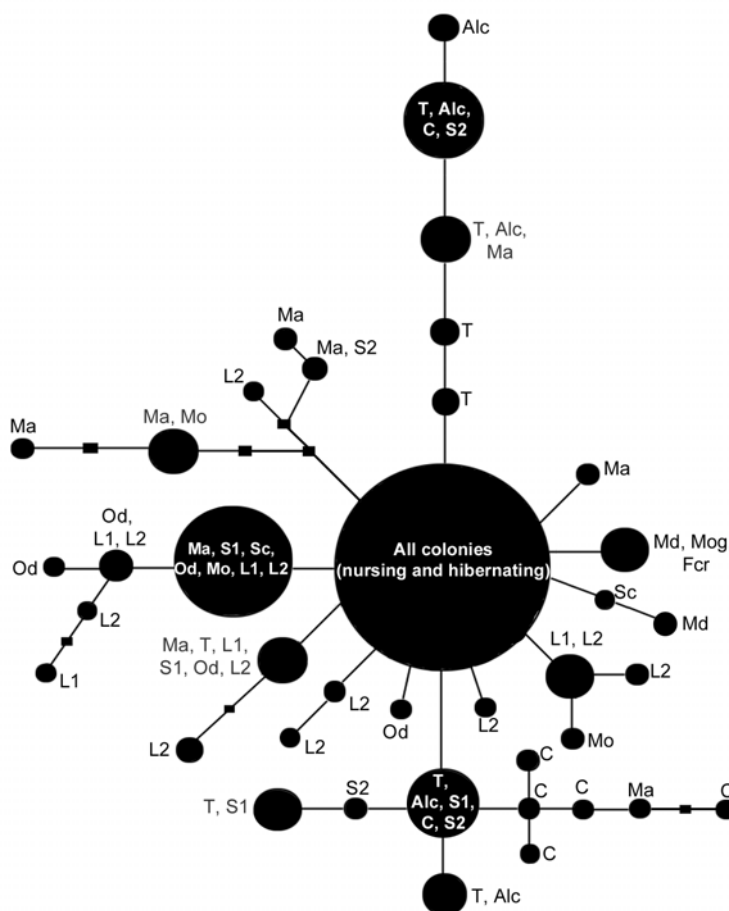 Alc
T, Alc,
C, S2
T, Alc,
Ma
T
T
Ma
Ma, S2
L2
Ma, Mo
Ma
Ma
Md, Mog
Fcr
Sc
Md
All colonies
(nursing and hibernating)
Ma, S1, Sc,
Od, Mo, L1, L2
Od,
L1, L2
Od
L2
L1
Ma, T, L1,
S1, Od, L2
L2
L2
L2
Od
L2
L1, L2
L2
Mo
T,
Alc, S1,
C, S2
S2
T, S1
T, Alc
C
C
C
C
Ma